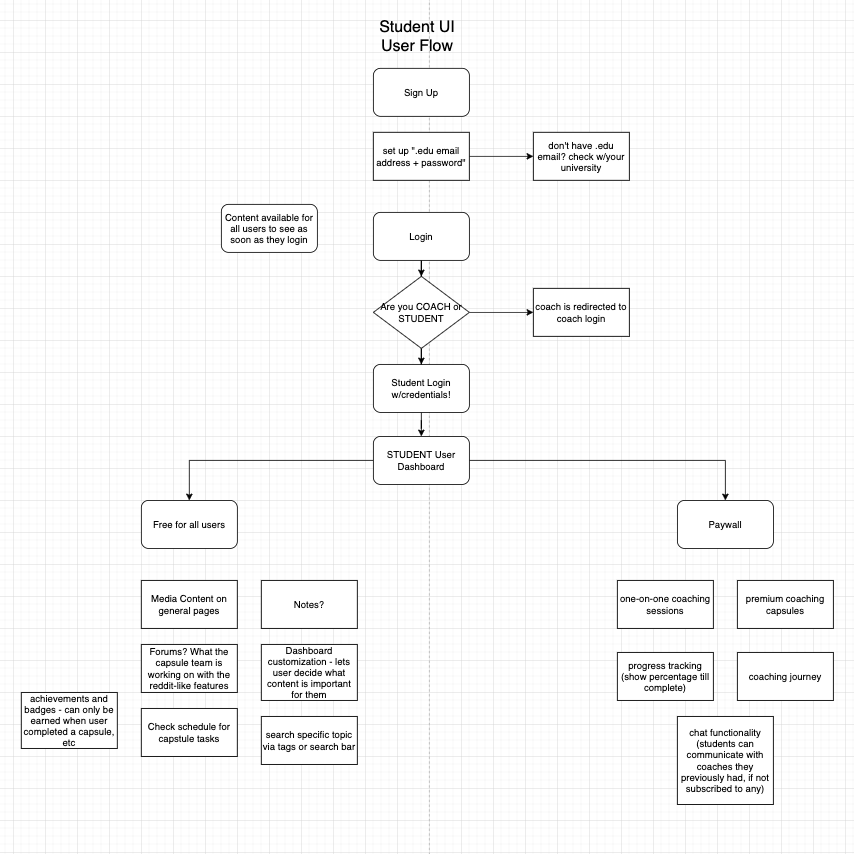 Student UI
User Flow
Sign Up
set up ".edu email
address + password"
don't have .edu
email? check w/your
university
Content available for
all users to see as
soon as they login
Login
Are you COACH or
STUDENT
coach is redirected to
coach login
Student Login
w/credentials!
STUDENT User
Dashboard
Free for all users
Paywall
Media Content on
general pages
Notes?
one-on-one coaching
sessions
premium coaching
capsules
Forums? What the
capsule team is
working on with the
reddit-like features
Dashboard
customization - lets
user decide what
content is important
for them
progress tracking
(show percentage till
complete)
coaching journey
achievements and
badges - can only be
earned when user
completed a capsule,
etc
Check schedule for
capstule tasks
search specific topic
via tags or search bar
chat functionality
(students can
communicate with
coaches they
previously had, if not
subscribed to any)